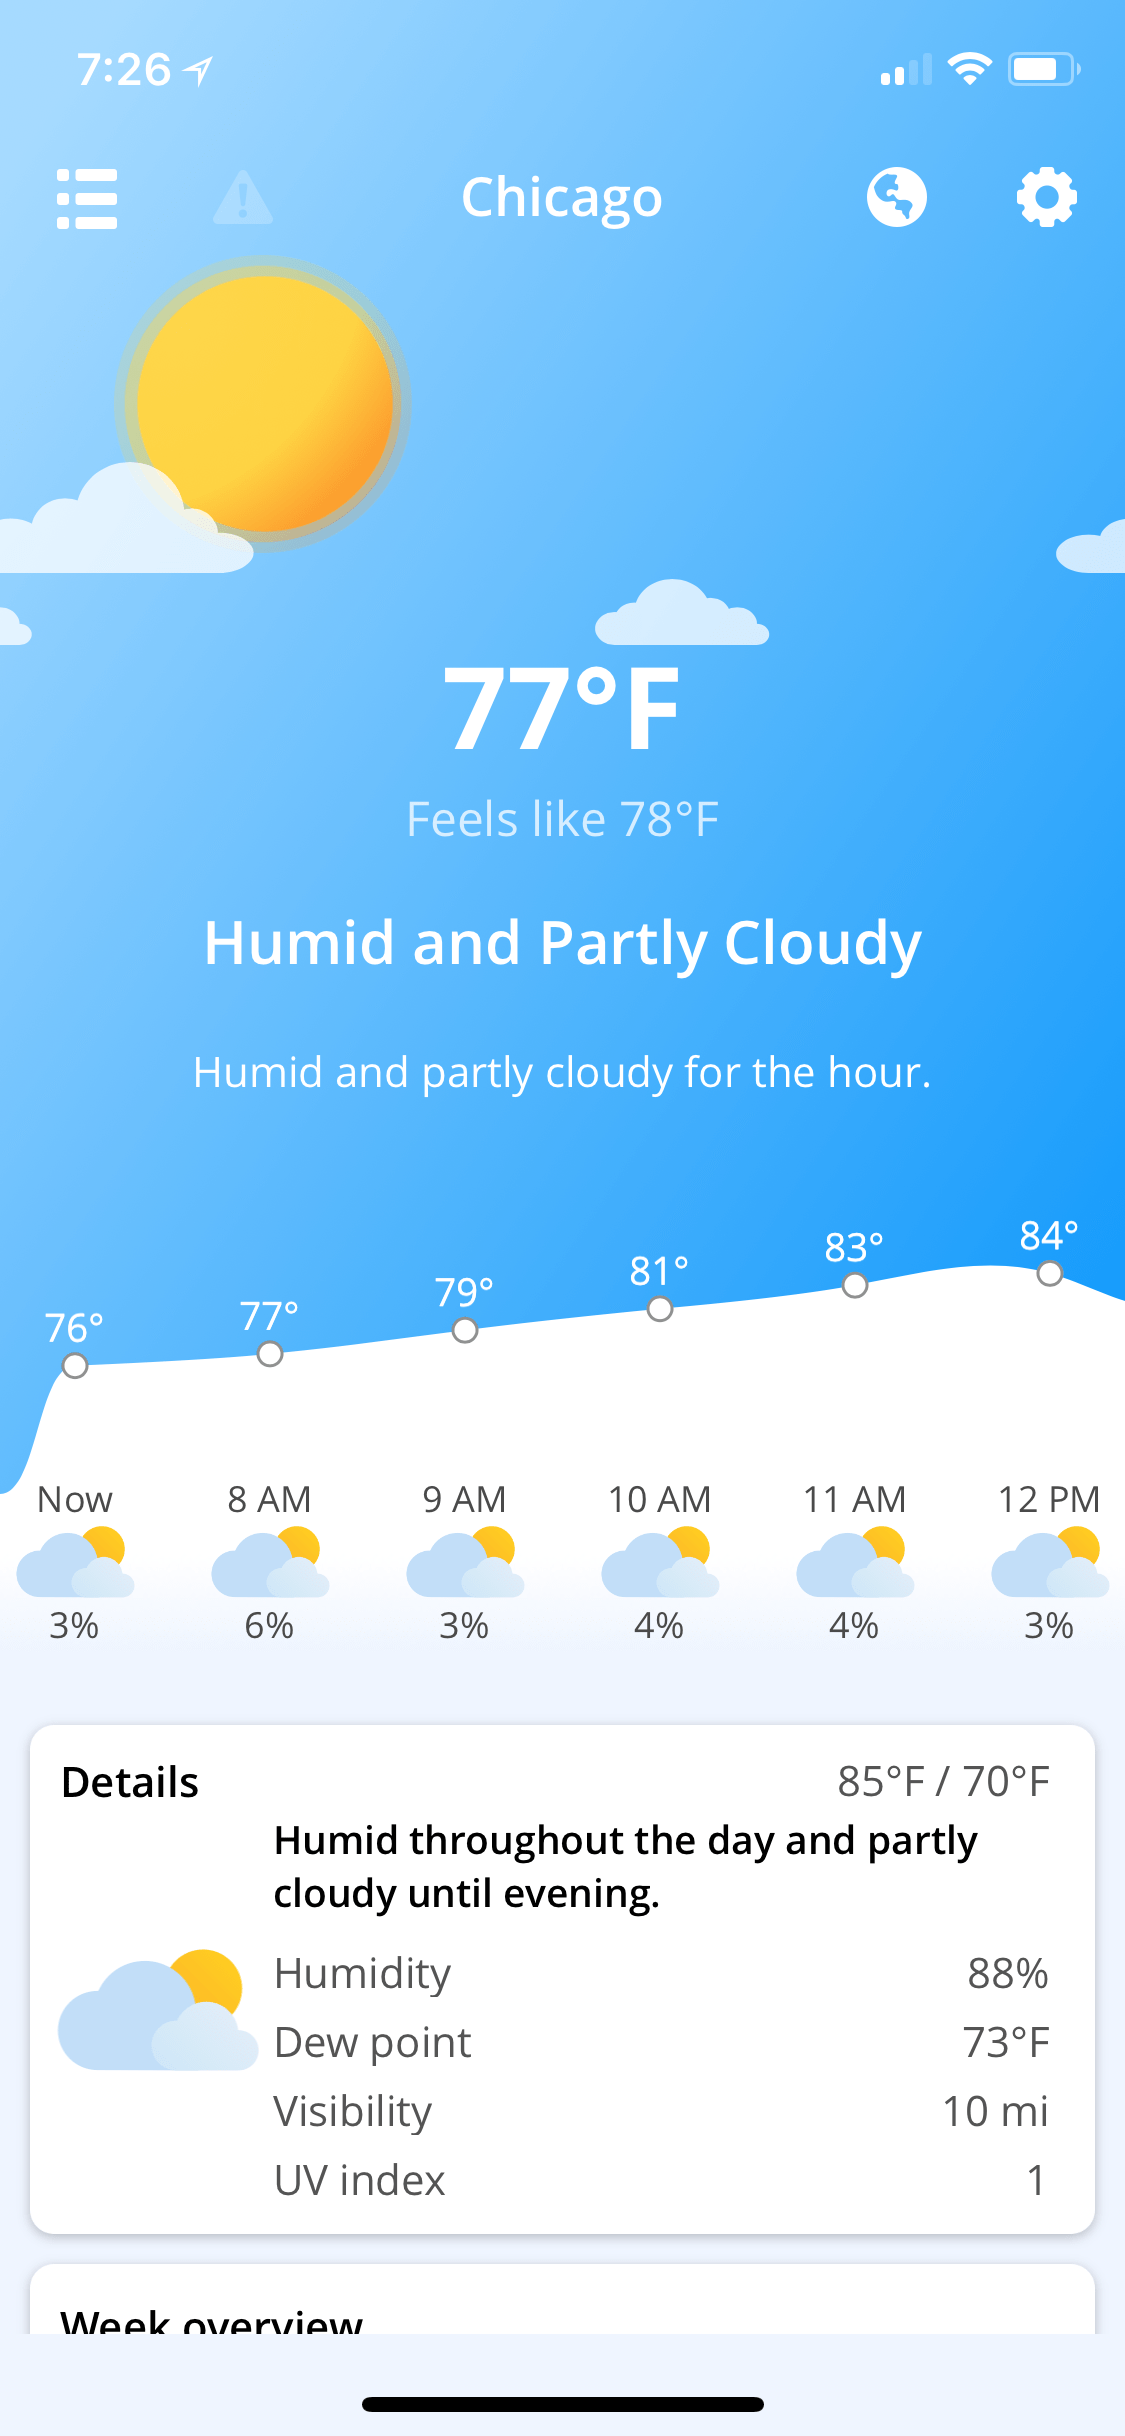 7:26
Chicago
77°F
Feels like 78°F
Humid and Partly Cloudy
Humid and partly cloudy for the hour.
76° 77° 79° 81° 83° 84°
Now 8 AM 9 AM 10 AM 11 AM 12 PM
3% 6% 3% 4% 4% 3%
Details 85°F / 70°F
Humid throughout the day and partly
cloudy until evening.
Humidity 88%
Dew point 73°F
Visibility 10 mi
UV index 1
Week overview